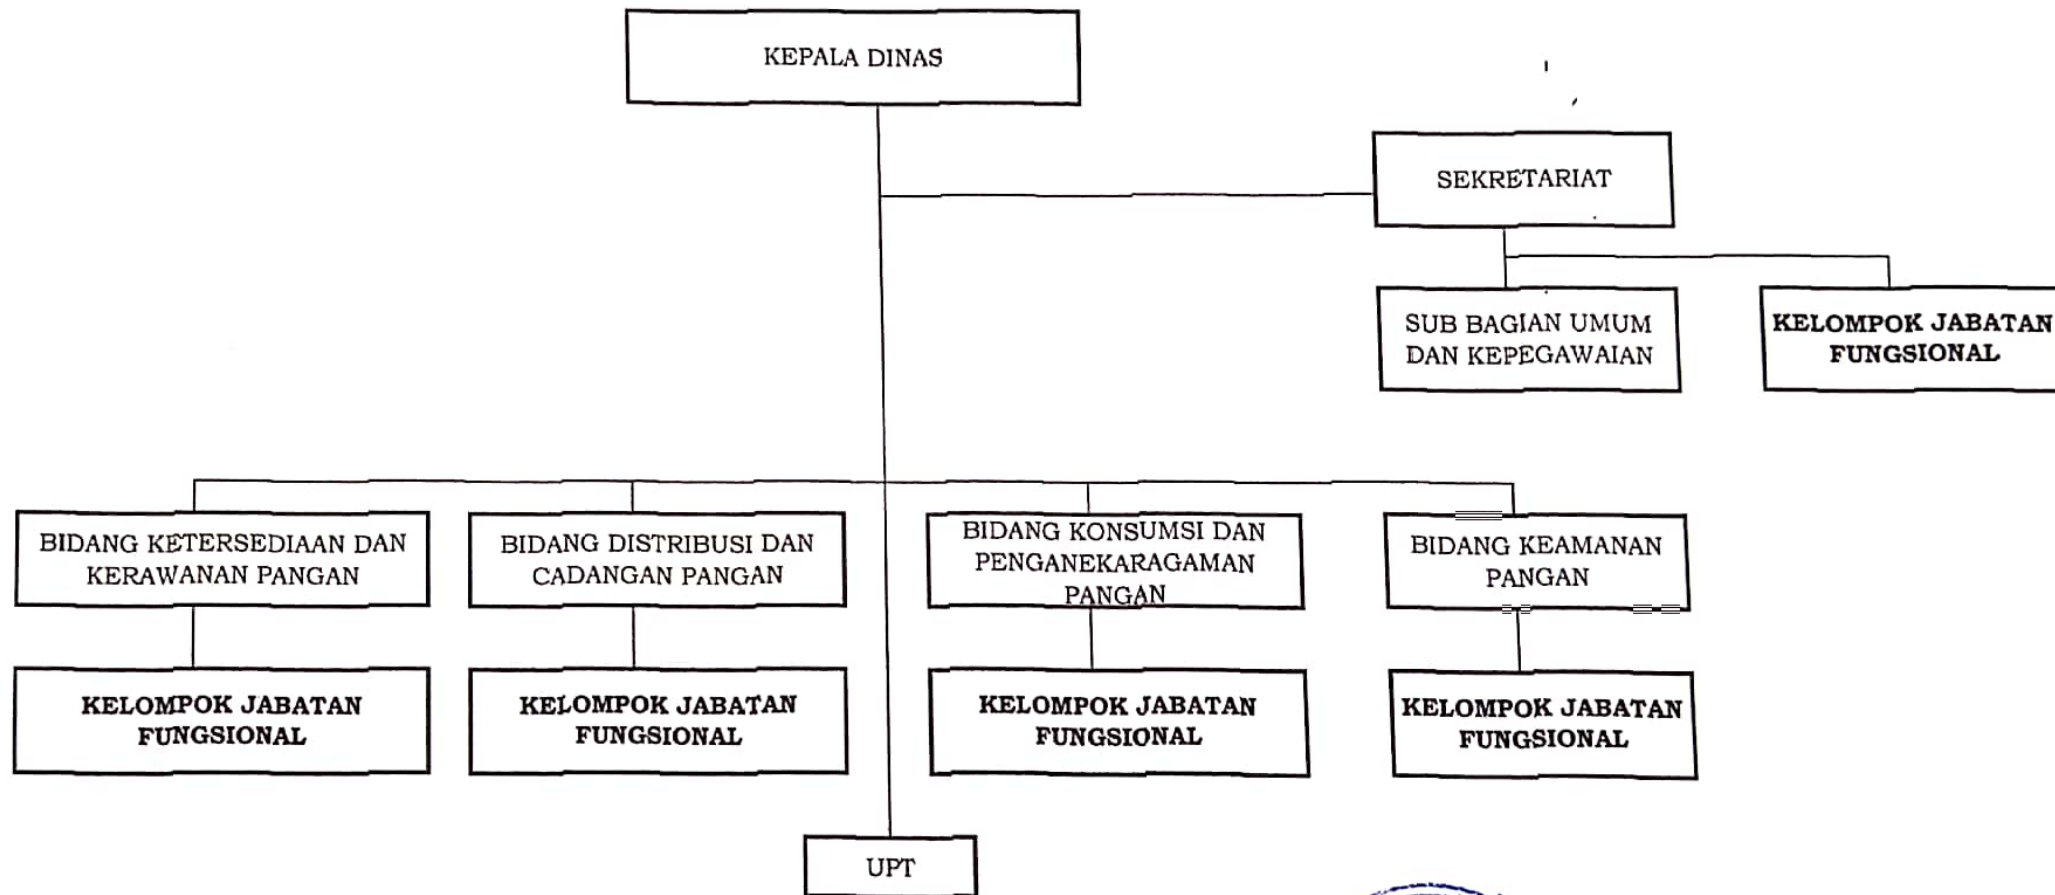 KEPALA DINAS
SEKRETARIAT
SUB BAGIAN UMUM
DAN KEPEGAWAIAN
KELOMPOK JABATAN
FUNGSIONAL
BIDANG KETERSEDIAAN DAN
KERAWANAN PANGAN
BIDANG DISTRIBUSI DAN
CADANGAN PANGAN
BIDANG KONSUMSI DAN
PENGANEKARAGAMAN
PANGAN
BIDANG KEAMANAN
PANGAN
KELOMPOK JABATAN
FUNGSIONAL
KELOMPOK JABATAN
FUNGSIONAL
KELOMPOK JABATAN
FUNGSIONAL
KELOMPOK JABATAN
FUNGSIONAL
UPT